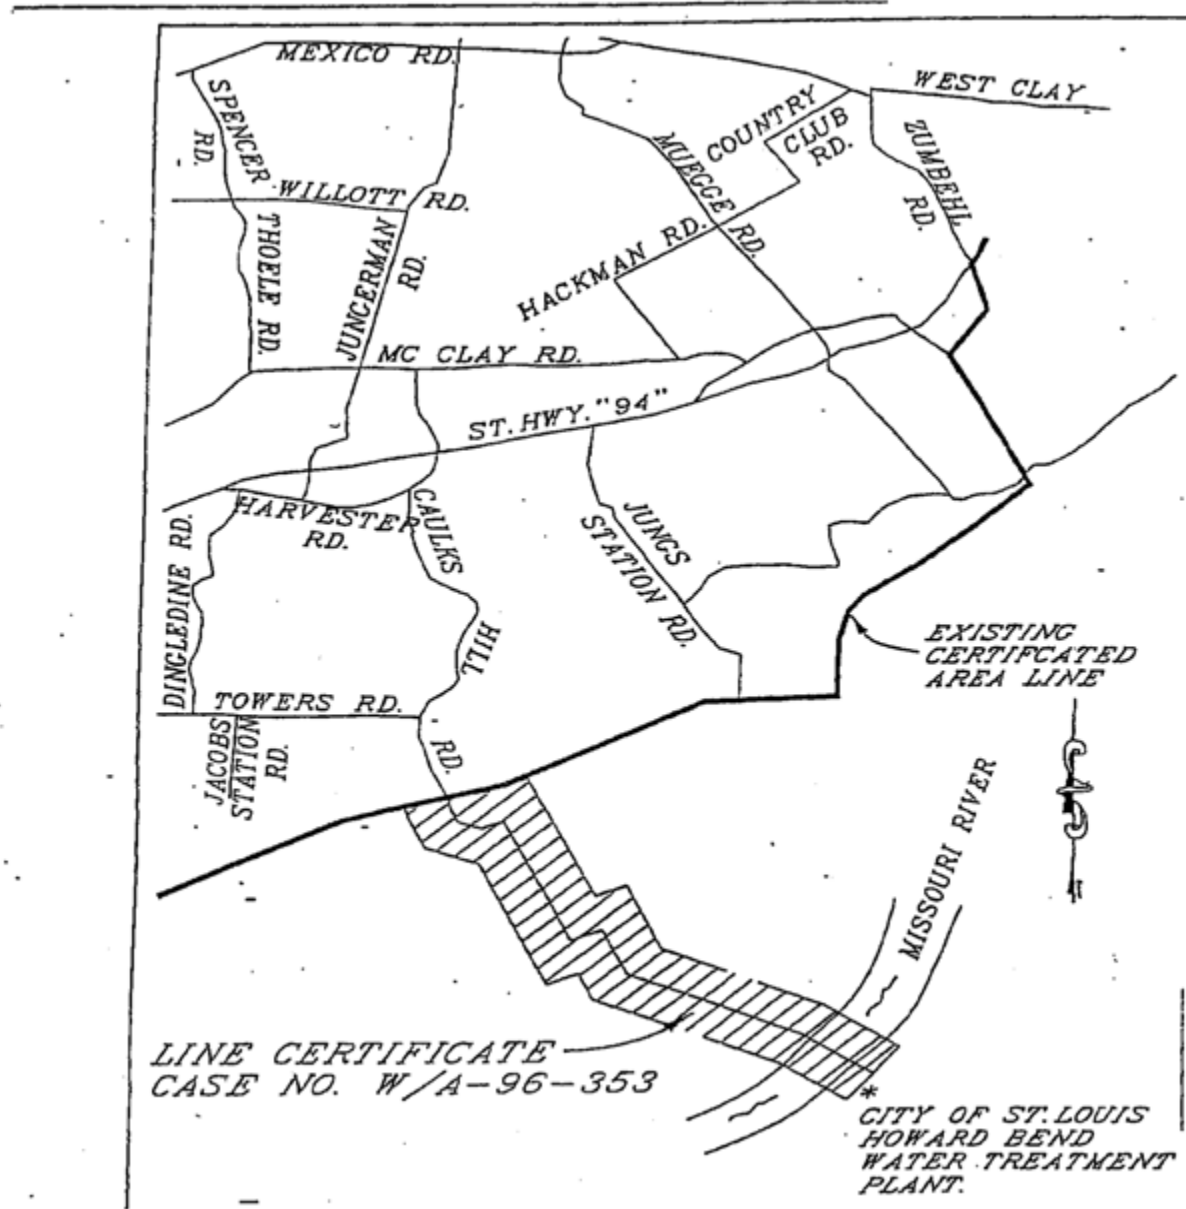 MEXICO RD.
WEST CLAY
SPENCER
RD.
COUNTRY
CLUB
RD.
ZUMBEHL
RD.
MUEGGE RD.
WILLOTT RD.
THOELE RD.
JUNGERMAN
RD.
HACKMAN RD.
MC CLAY RD.
ST. HWY. "94"
HARVESTER
RD.
CAULKS
HILL
RD.
JUNGS
STATION RD.
DINGLEDINE RD.
EXISTING
CERTIFCATED
AREA LINE
TOWERS RD.
JACOBS
STATION
RD.
MISSOURI RIVER
LINE CERTIFICATE
CASE NO. W/A-96-353
*
CITY OF ST.LOUIS
HOWARD BEND
WATER TREATMENT
PLANT.